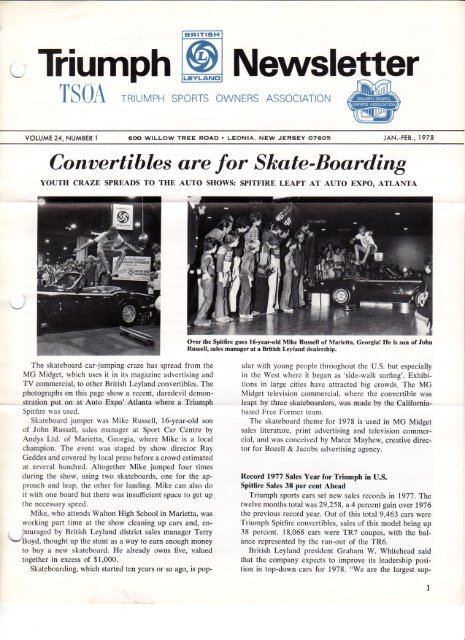 BRITISH
LEYLAND
Triumph Newsletter
TSOA TRIUMPH SPORTS OWNERS ASSOCIATION
TRIUMPH SPORTS
OWNERS ASSOCIATION
VOLUME 24, NUMBER 1 600 WILLOW TREE ROAD • LEONIA, NEW JERSEY 07605 JAN.-FEB., 1978
Convertibles are for Skate-Boarding
YOUTH CRAZE SPREADS TO THE AUTO SHOWS: SPITFIRE LEAPT AT AUTO EXPO, ATLANTA
Over the Spitfire goes 16-year-old Mike Russell of Marietta, Georgia! He is son of John
Russell, sales manager at a British Leyland dealership.
The skateboard car-jumping craze has spread from the
MG Midget, which uses it in its magazine advertising and
TV commercial, to other British Leyland convertibles. The
photographs on this page show a recent, daredevil demon-
stration put on at Auto Expo' Atlanta where a Triumph
Spitfire was used.
Skateboard jumper was Mike Russell, 16-year-old son
of John Russell, sales manager at Sport Car Centre by
Andys Ltd. of Marietta, Georgia, where Mike is a local
champion. The event was staged by show director Ray
Geddes and covered by local press before a crowd estimated
at several hundred. Altogether Mike jumped four times
during the show, using two skateboards, one for the ap-
proach and leap, the other for landing. Mike can also do
it with one board but there was insufficient space to get up
the necessary speed.
Mike, who attends Walton High School in Marietta, was
working part time at the show cleaning up cars and, en-
couraged by British Leyland district sales manager Terry
Boyd, thought up the stunt as a way to earn enough money
to buy a new skateboard. He already owns five, valued
together in excess of $1,000.
Skateboarding, which started ten years or so ago, is pop-
ular with young people throughout the U.S. but especially
in the West where it began as 'side-walk surfing'. Exhibi-
tions in large cities have attracted big crowds. The MG
Midget television commercial, where the convertible was
leapt by three skateboarders, was made by the California-
based Free Former team.
The skateboard theme for 1978 is used in MG Midget
sales literature, print advertising and television commer-
cial, and was conceived by Marce Mayhew, creative direc-
tor for Bozell & Jacobs advertising agency.
Record 1977 Sales Year for Triumph in U.S.
Spitfire Sales 38 per cent Ahead
Triumph sports cars set new sales records in 1977. The
twelve months total was 29,258, a 4 percent gain over 1976
the previous record year. Out of this total 9,463 cars were
Triumph Spitfire convertibles, sales of this model being up
38 percent. 18,068 cars were TR7 coupes, with the bal-
ance represented by the run-out of the TR6.
British Leyland president Graham W. Whitehead said
that the company expects to improve its leadership posi-
tion in top-down cars for 1978. "We are the largest sup-
1